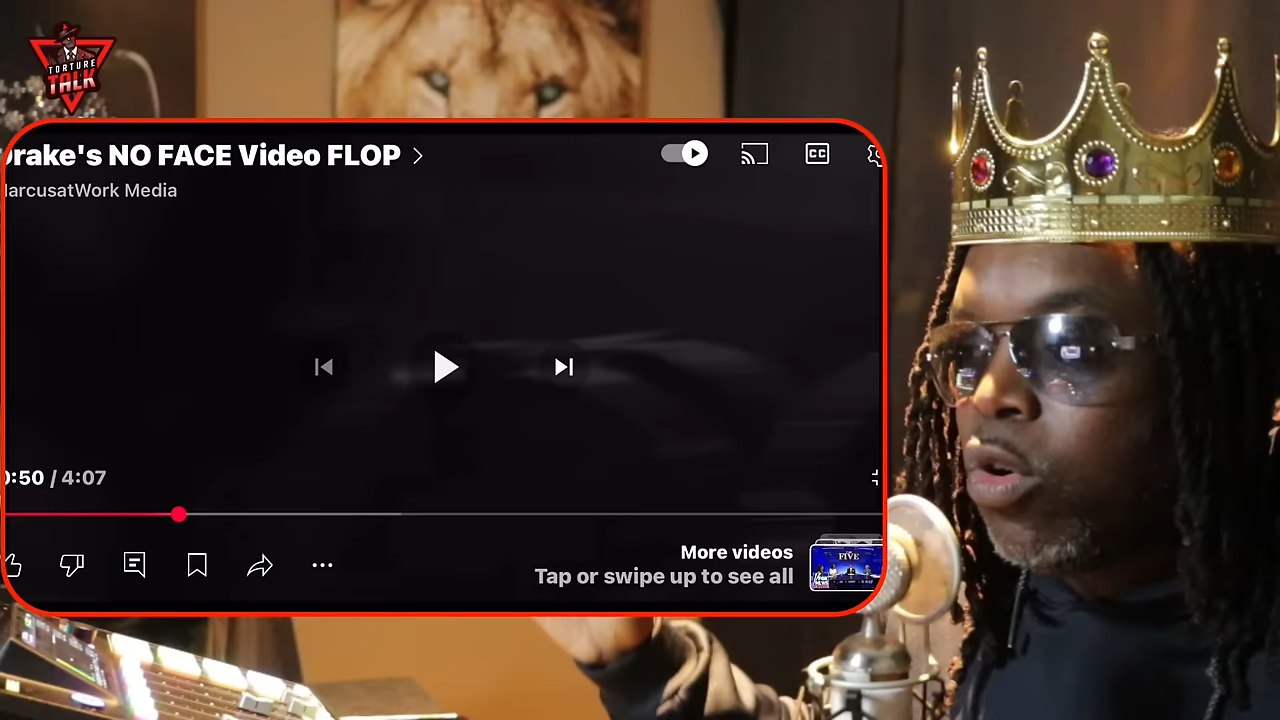 TORTURE
TALK
rake's NO FACE Video FLOP
arcusatWork Media
CC
:50 / 4:07
More videos
Tap or swipe up to see all
FIVE